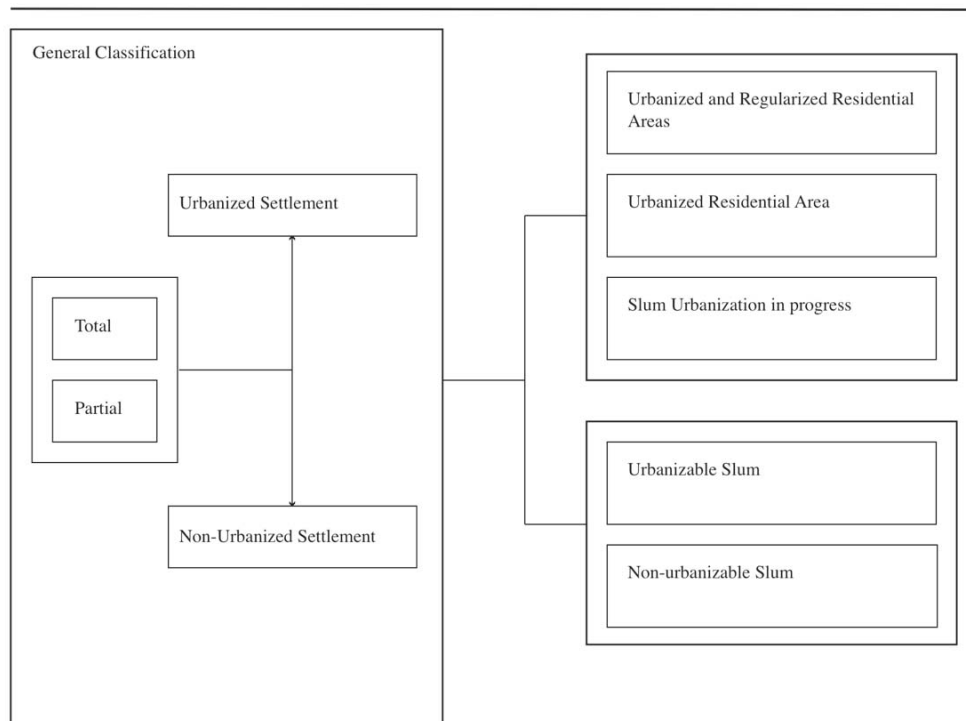 General Classification
Urbanized Settlement
Total
Partial
Non-Urbanized Settlement
Urbanized and Regularized Residential
Areas
Urbanized Residential Area
Slum Urbanization in progress
Urbanizable Slum
Non-urbanizable Slum